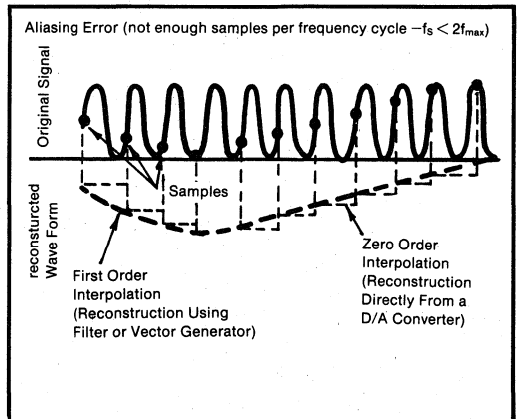 Aliasing Error (not enough samples per frequency cycle –fs < 2fmax)
Original Signal
Samples
reconsturcted
Wave Form
First Order
Interpolation
(Reconstruction Using
Filter or Vector Generator)
Zero Order
Interpolation
(Reconstruction
Directly From a
D/A Converter)